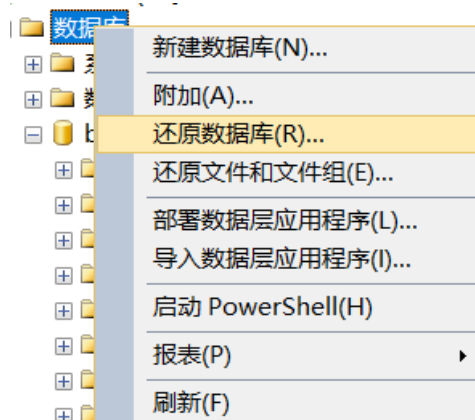 数据库
新建数据库(N)...
附加(A)...
还原数据库(R)...
还原文件和文件组(E)...
部署数据层应用程序(L)...
导入数据层应用程序(I)...
启动 PowerShell(H)
报表(P)
刷新(F)